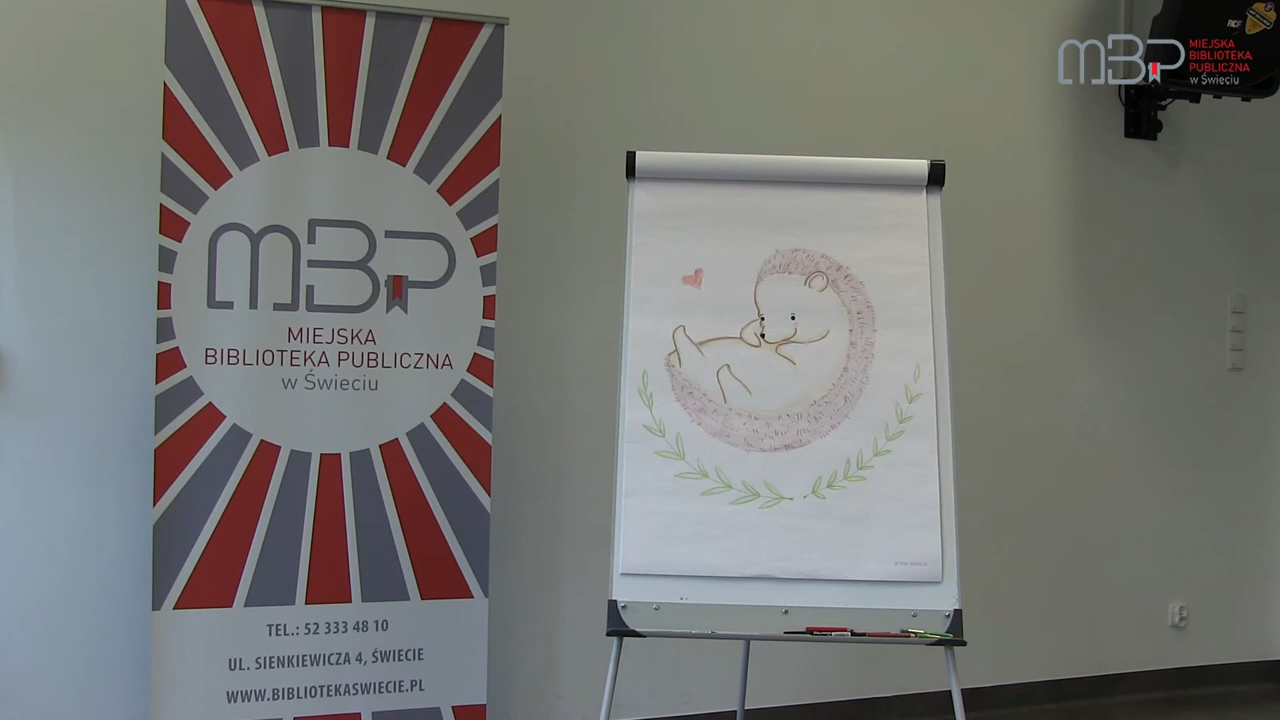 MBP
MIEJSKA
BIBLIOTEKA PUBLICZNA
w Świeciu
TEL.: 52 333 48 10
UL. SIENKIEWICZA 4, ŚWIECIE
WWW.BIBLIOTEKASWIECIE.PL
MBP
MIEJSKA
BIBLIOTEKA
PUBLICZNA
w Świeciu